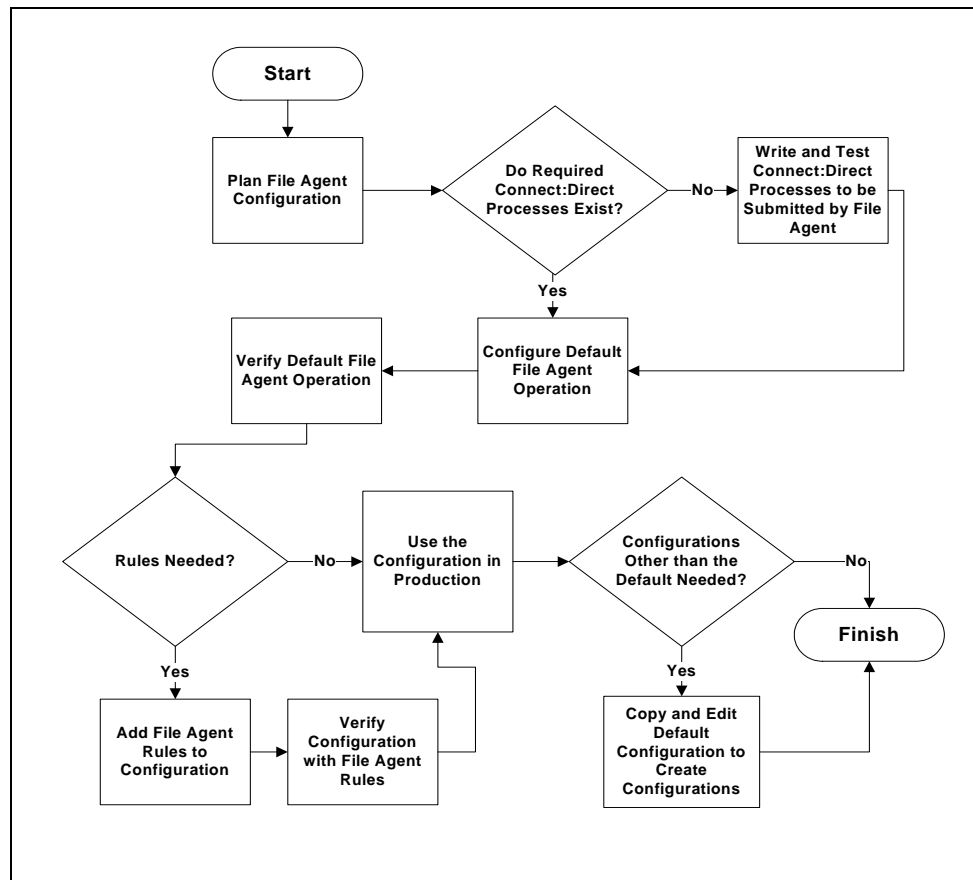 Start
Plan File Agent
Configuration
Do Required
Connect:Direct
Processes Exist?
No
Write and Test
Connect:Direct
Processes to be
Submitted by File
Agent
Yes
Configure Default
File Agent
Operation
Verify Default File
Agent Operation
Rules Needed?
No
Use the
Configuration in
Production
Configurations
Other than the
Default Needed?
No
Finish
Yes
Add File Agent
Rules to
Configuration
Verify
Configuration
with File Agent
Rules
Yes
Copy and Edit
Default
Configuration to
Create
Configurations